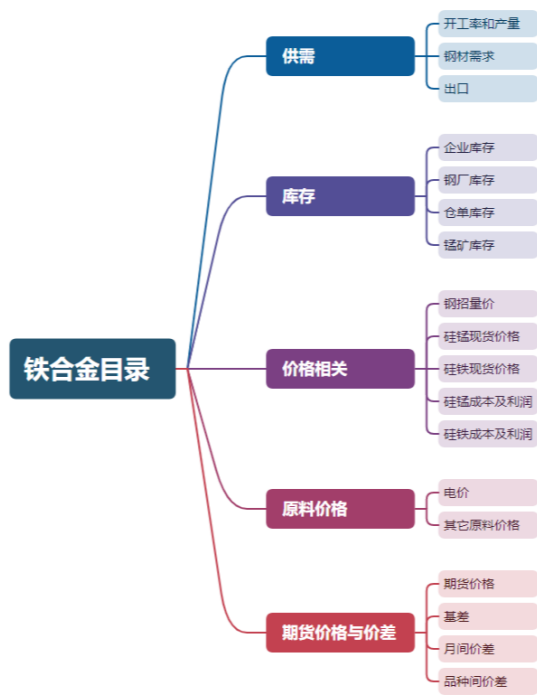 铁合金目录
供需
开工率和产量
钢材需求
出口
库存
企业库存
钢厂库存
仓单库存
锰矿库存
价格相关
钢招量价
硅锰现货价格
硅铁现货价格
硅锰成本及利润
硅铁成本及利润
原料价格
电价
其它原料价格
期货价格与价差
期货价格
基差
月间价差
品种间价差